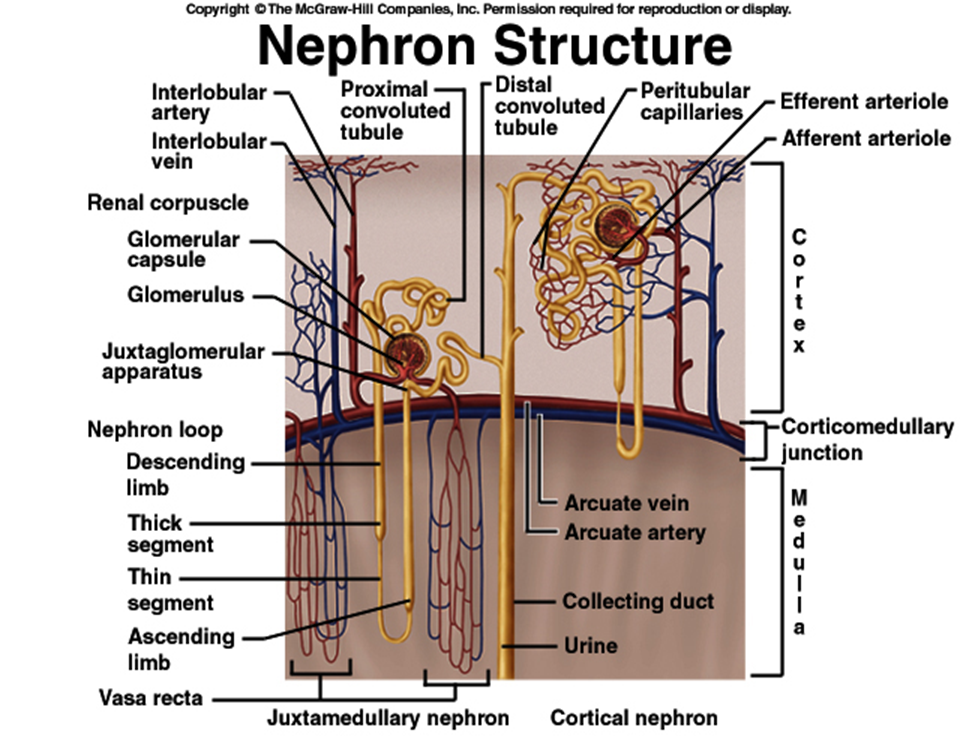 Copyright © The McGraw-Hill Companies, Inc. Permission required for reproduction or display.
Nephron Structure
Interlobular
artery
Interlobular
vein
Renal corpuscle
Glomerular
capsule
Glomerulus
Juxtaglomerular
apparatus
Nephron loop
Descending
limb
Thick
segment
Thin
segment
Ascending
limb
Vasa recta
Proximal
convoluted
tubule
Distal
convoluted
tubule
Peritubular
capillaries
Efferent arteriole
Afferent arteriole
Cortex
Corticomedullary
junction
Medulla
Arcuate vein
Arcuate artery
Collecting duct
Urine
Juxtamedullary nephron
Cortical nephron